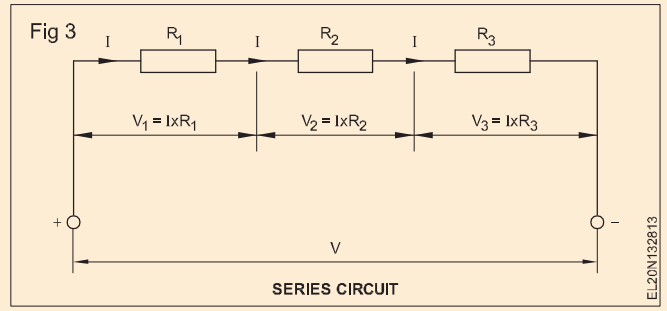 Fig 3
I R₁ I R₂ I R₃
V₁ = IxR₁ V₂ = IxR₂ V₃ = IxR₃
+ -
V
SERIES CIRCUIT
EL20N132813